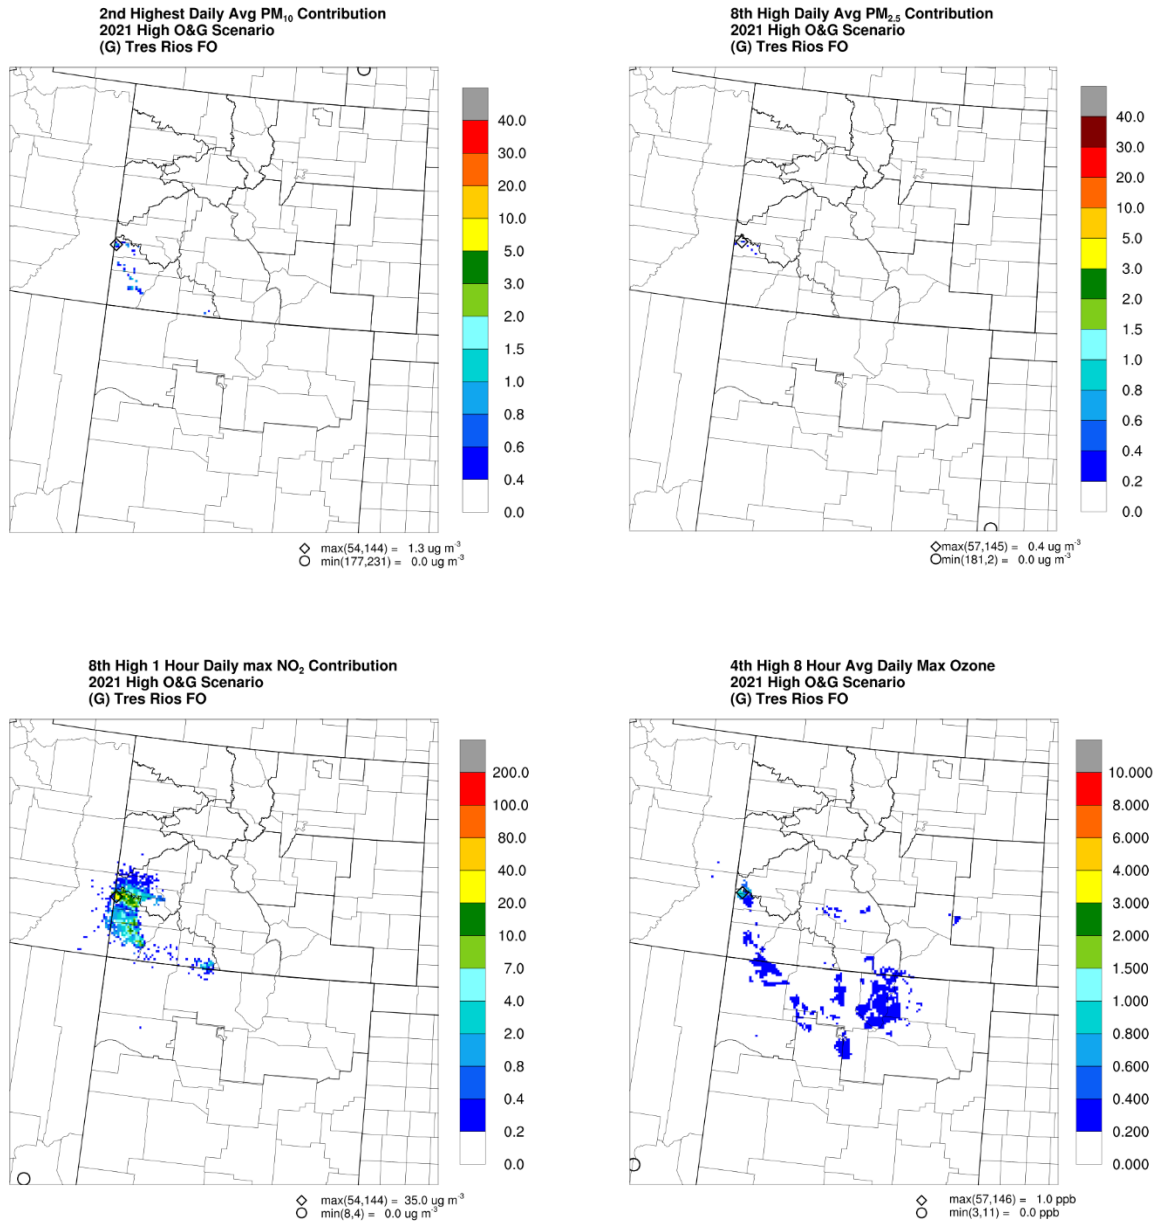 2nd Highest Daily Avg PM₁₀ Contribution
2021 High O&G Scenario
(G) Tres Rios FO
40.0
30.0
20.0
10.0
5.0
3.0
2.0
1.5
1.0
0.8
0.6
0.4
0.0
max(54,144) = 1.3 ug m⁻³
min(177,231) = 0.0 ug m⁻³
8th High Daily Avg PM₂.₅ Contribution
2021 High O&G Scenario
(G) Tres Rios FO
40.0
30.0
20.0
10.0
5.0
3.0
2.0
1.5
1.0
0.8
0.6
0.4
0.2
0.0
max(57,145) = 0.4 ug m⁻³
min(181,2) = 0.0 ug m⁻³
8th High 1 Hour Daily max NO₂ Contribution
2021 High O&G Scenario
(G) Tres Rios FO
200.0
100.0
80.0
40.0
20.0
10.0
7.0
4.0
2.0
0.8
0.4
0.2
0.0
max(54,144) = 35.0 ug m⁻³
min(8,4) = 0.0 ug m⁻³
4th High 8 Hour Avg Daily Max Ozone
2021 High O&G Scenario
(G) Tres Rios FO
10.000
8.000
6.000
4.000
3.000
2.000
1.500
1.000
0.800
0.600
0.400
0.200
0.000
max(57,146) = 1.0 ppb
min(3,11) = 0.0 ppb